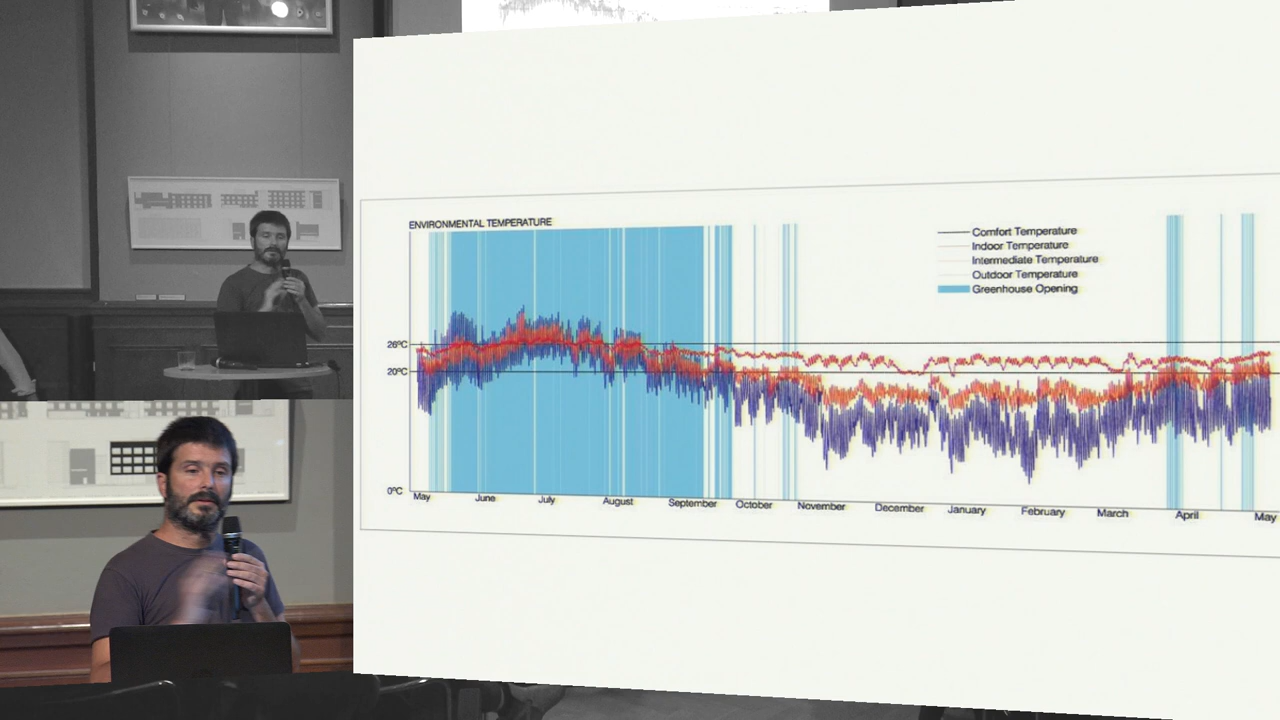 ENVIRONMENTAL TEMPERATURE
Comfort Temperature
Indoor Temperature
Intermediate Temperature
Outdoor Temperature
Greenhouse Opening
26ºC
20ºC
0ºC
May June July August September October November December January February March April May